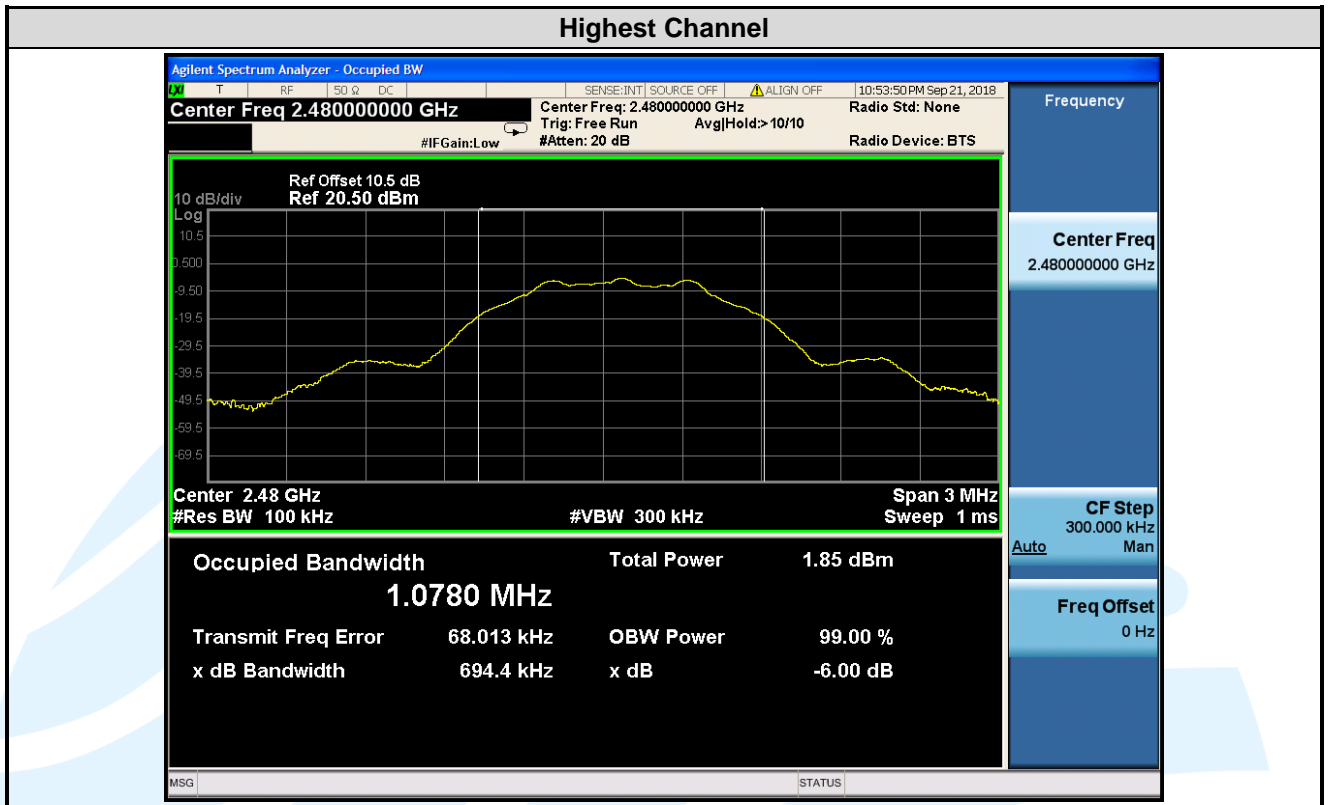 Highest Channel
Agilent Spectrum Analyzer - Occupied BW
LXI T RF 50 Ω DC SENSE:INT SOURCE OFF ALIGN OFF 10:53:50 PM Sep 21, 2018
Center Freq 2.480000000 GHz
Center Freq: 2.480000000 GHz
Radio Std: None
Trig: Free Run Avg|Hold:>10/10
#IFGain:Low
#Atten: 20 dB
Radio Device: BTS
Ref Offset 10.5 dB
10 dB/div Ref 20.50 dBm
Log
10.5
0.500
-9.50
-19.5
-29.5
-39.5
-49.5
-59.5
-69.5
Center 2.48 GHz Span 3 MHz
#Res BW 100 kHz #VBW 300 kHz Sweep 1 ms
Occupied Bandwidth Total Power 1.85 dBm
1.0780 MHz
Transmit Freq Error 68.013 kHz OBW Power 99.00 %
x dB Bandwidth 694.4 kHz x dB -6.00 dB
MSG STATUS
Frequency
Center Freq
2.480000000 GHz
CF Step
300.000 kHz
Auto Man
Freq Offset
0 Hz